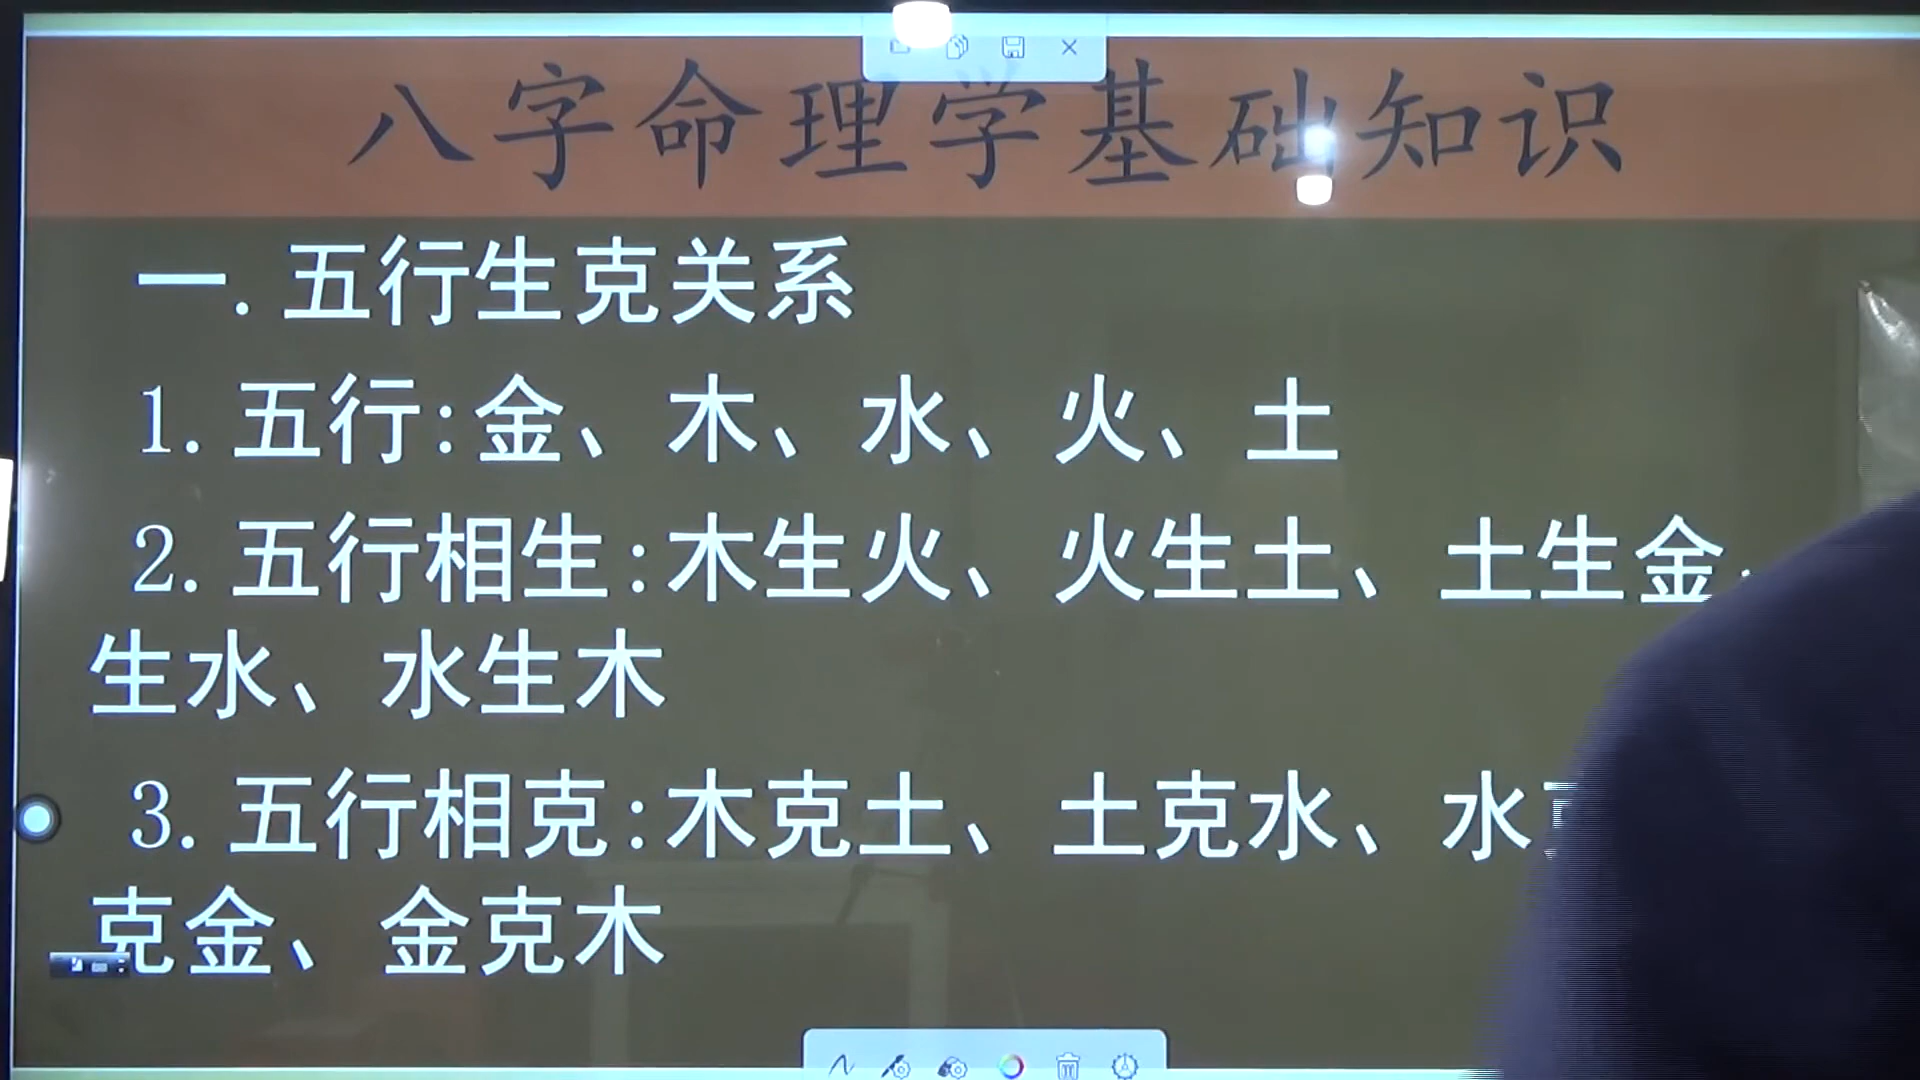 八字命理学基础知识
一.五行生克关系
1.五行:金、木、水、火、土
2.五行相生:木生火、火生土、土生金、
生水、水生木
3.五行相克:木克土、土克水、水
克金、金克木